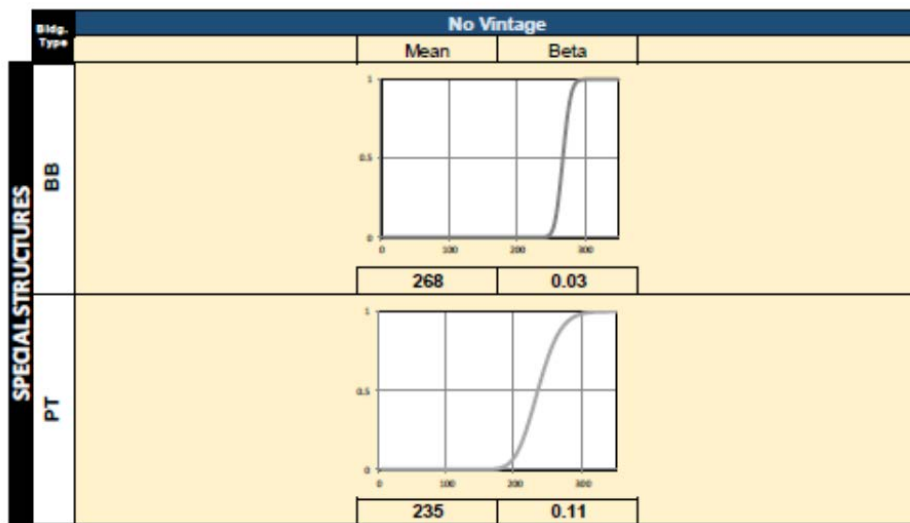 Bldg. Type
No Vintage
Mean Beta
SPECIAL STRUCTURES
BB
1
0.5
0
0 100 200 300
268 0.03
PT
1
0.5
0
0 100 200 300
235 0.11